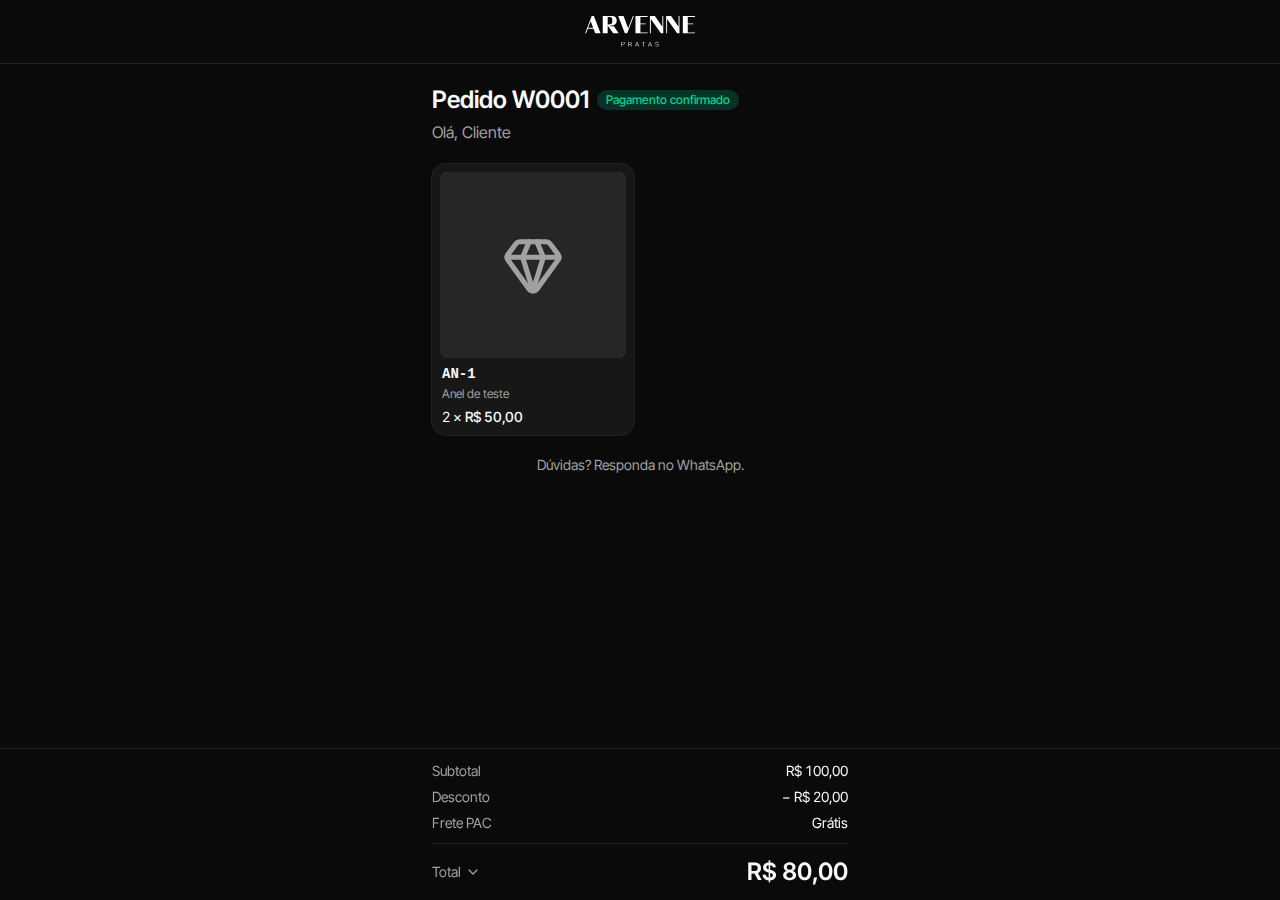 ARVENNE
PRATAS
Pedido W0001 Pagamento confirmado
Olá, Cliente
AN-1
Anel de teste
2 × R$ 50,00
Dúvidas? Responda no WhatsApp.
Subtotal R$ 100,00
Desconto − R$ 20,00
Frete PAC Grátis
Total R$ 80,00